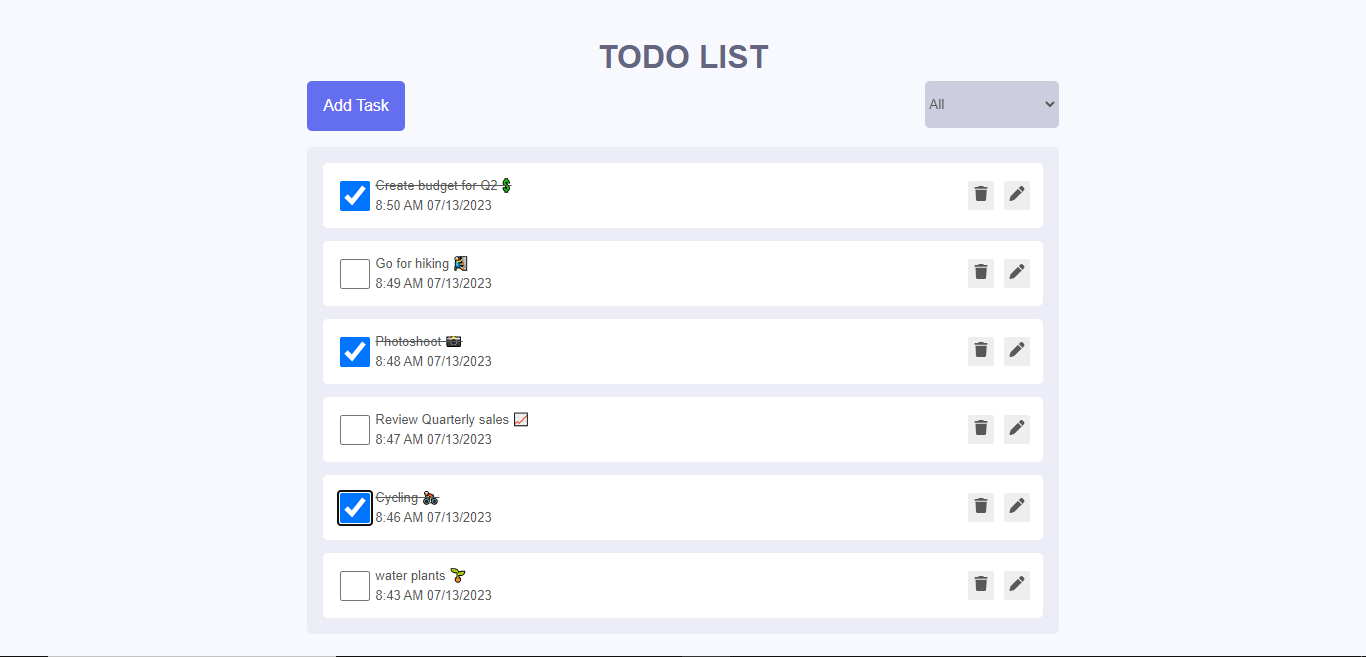 TODO LIST
Add Task
All
Create budget for Q2💲
8:50 AM 07/13/2023
Go for hiking
8:49 AM 07/13/2023
Photoshoot 📸
8:48 AM 07/13/2023
Review Quarterly sales 📈
8:47 AM 07/13/2023
Cycling 🚴
8:46 AM 07/13/2023
water plants 🌱
8:43 AM 07/13/2023